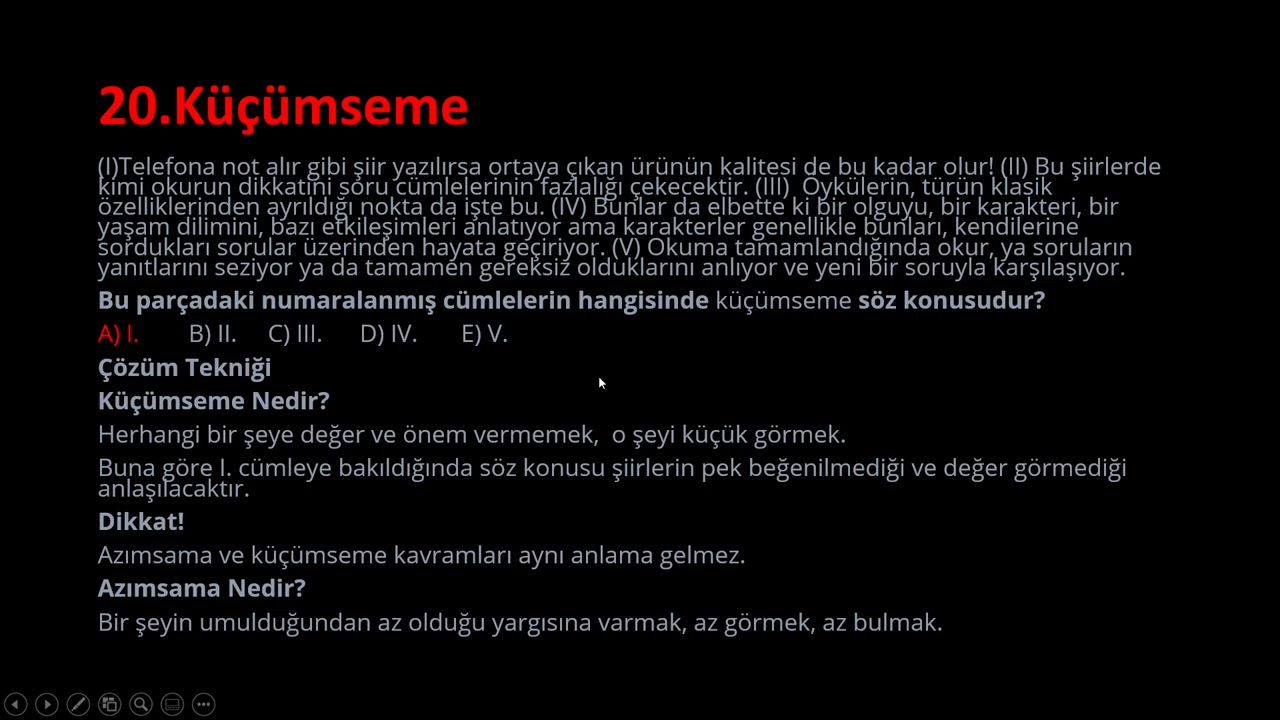 20.Küçümseme
(I)Telefona not alır gibi şiir yazılırsa ortaya çıkan ürünün kalitesi de bu kadar olur! (II) Bu şiirlerde
kimi okurun dikkatini soru cümlelerinin fazlalığı çekecektir. (III) Öykülerin, türün klasik
özelliklerinden ayrıldığı nokta da işte bu. (IV) Bunlar da elbette ki bir olguyu, bir karakteri, bir
yaşam dilimini, bazı etkileşimleri anlatıyor ama karakterler genellikle bunları, kendilerine
sordukları sorular üzerinden hayata geçiriyor. (V) Okuma tamamlandığında okur, ya soruların
yanıtlarını seziyor ya da tamamen gereksiz olduklarını anlıyor ve yeni bir soruyla karşılaşıyor.
Bu parçadaki numaralanmış cümlelerin hangisinde küçümseme söz konusudur?
A) I. B) II. C) III. D) IV. E) V.
Çözüm Tekniği
Küçümseme Nedir?
Herhangi bir şeye değer ve önem vermemek, o şeyi küçük görmek.
Buna göre I. cümleye bakıldığında söz konusu şiirlerin pek beğenilmediği ve değer görmediği
anlaşılacaktır.
Dikkat!
Azımsama ve küçümseme kavramları aynı anlama gelmez.
Azımsama Nedir?
Bir şeyin umulduğundan az olduğu yargısına varmak, az görmek, az bulmak.